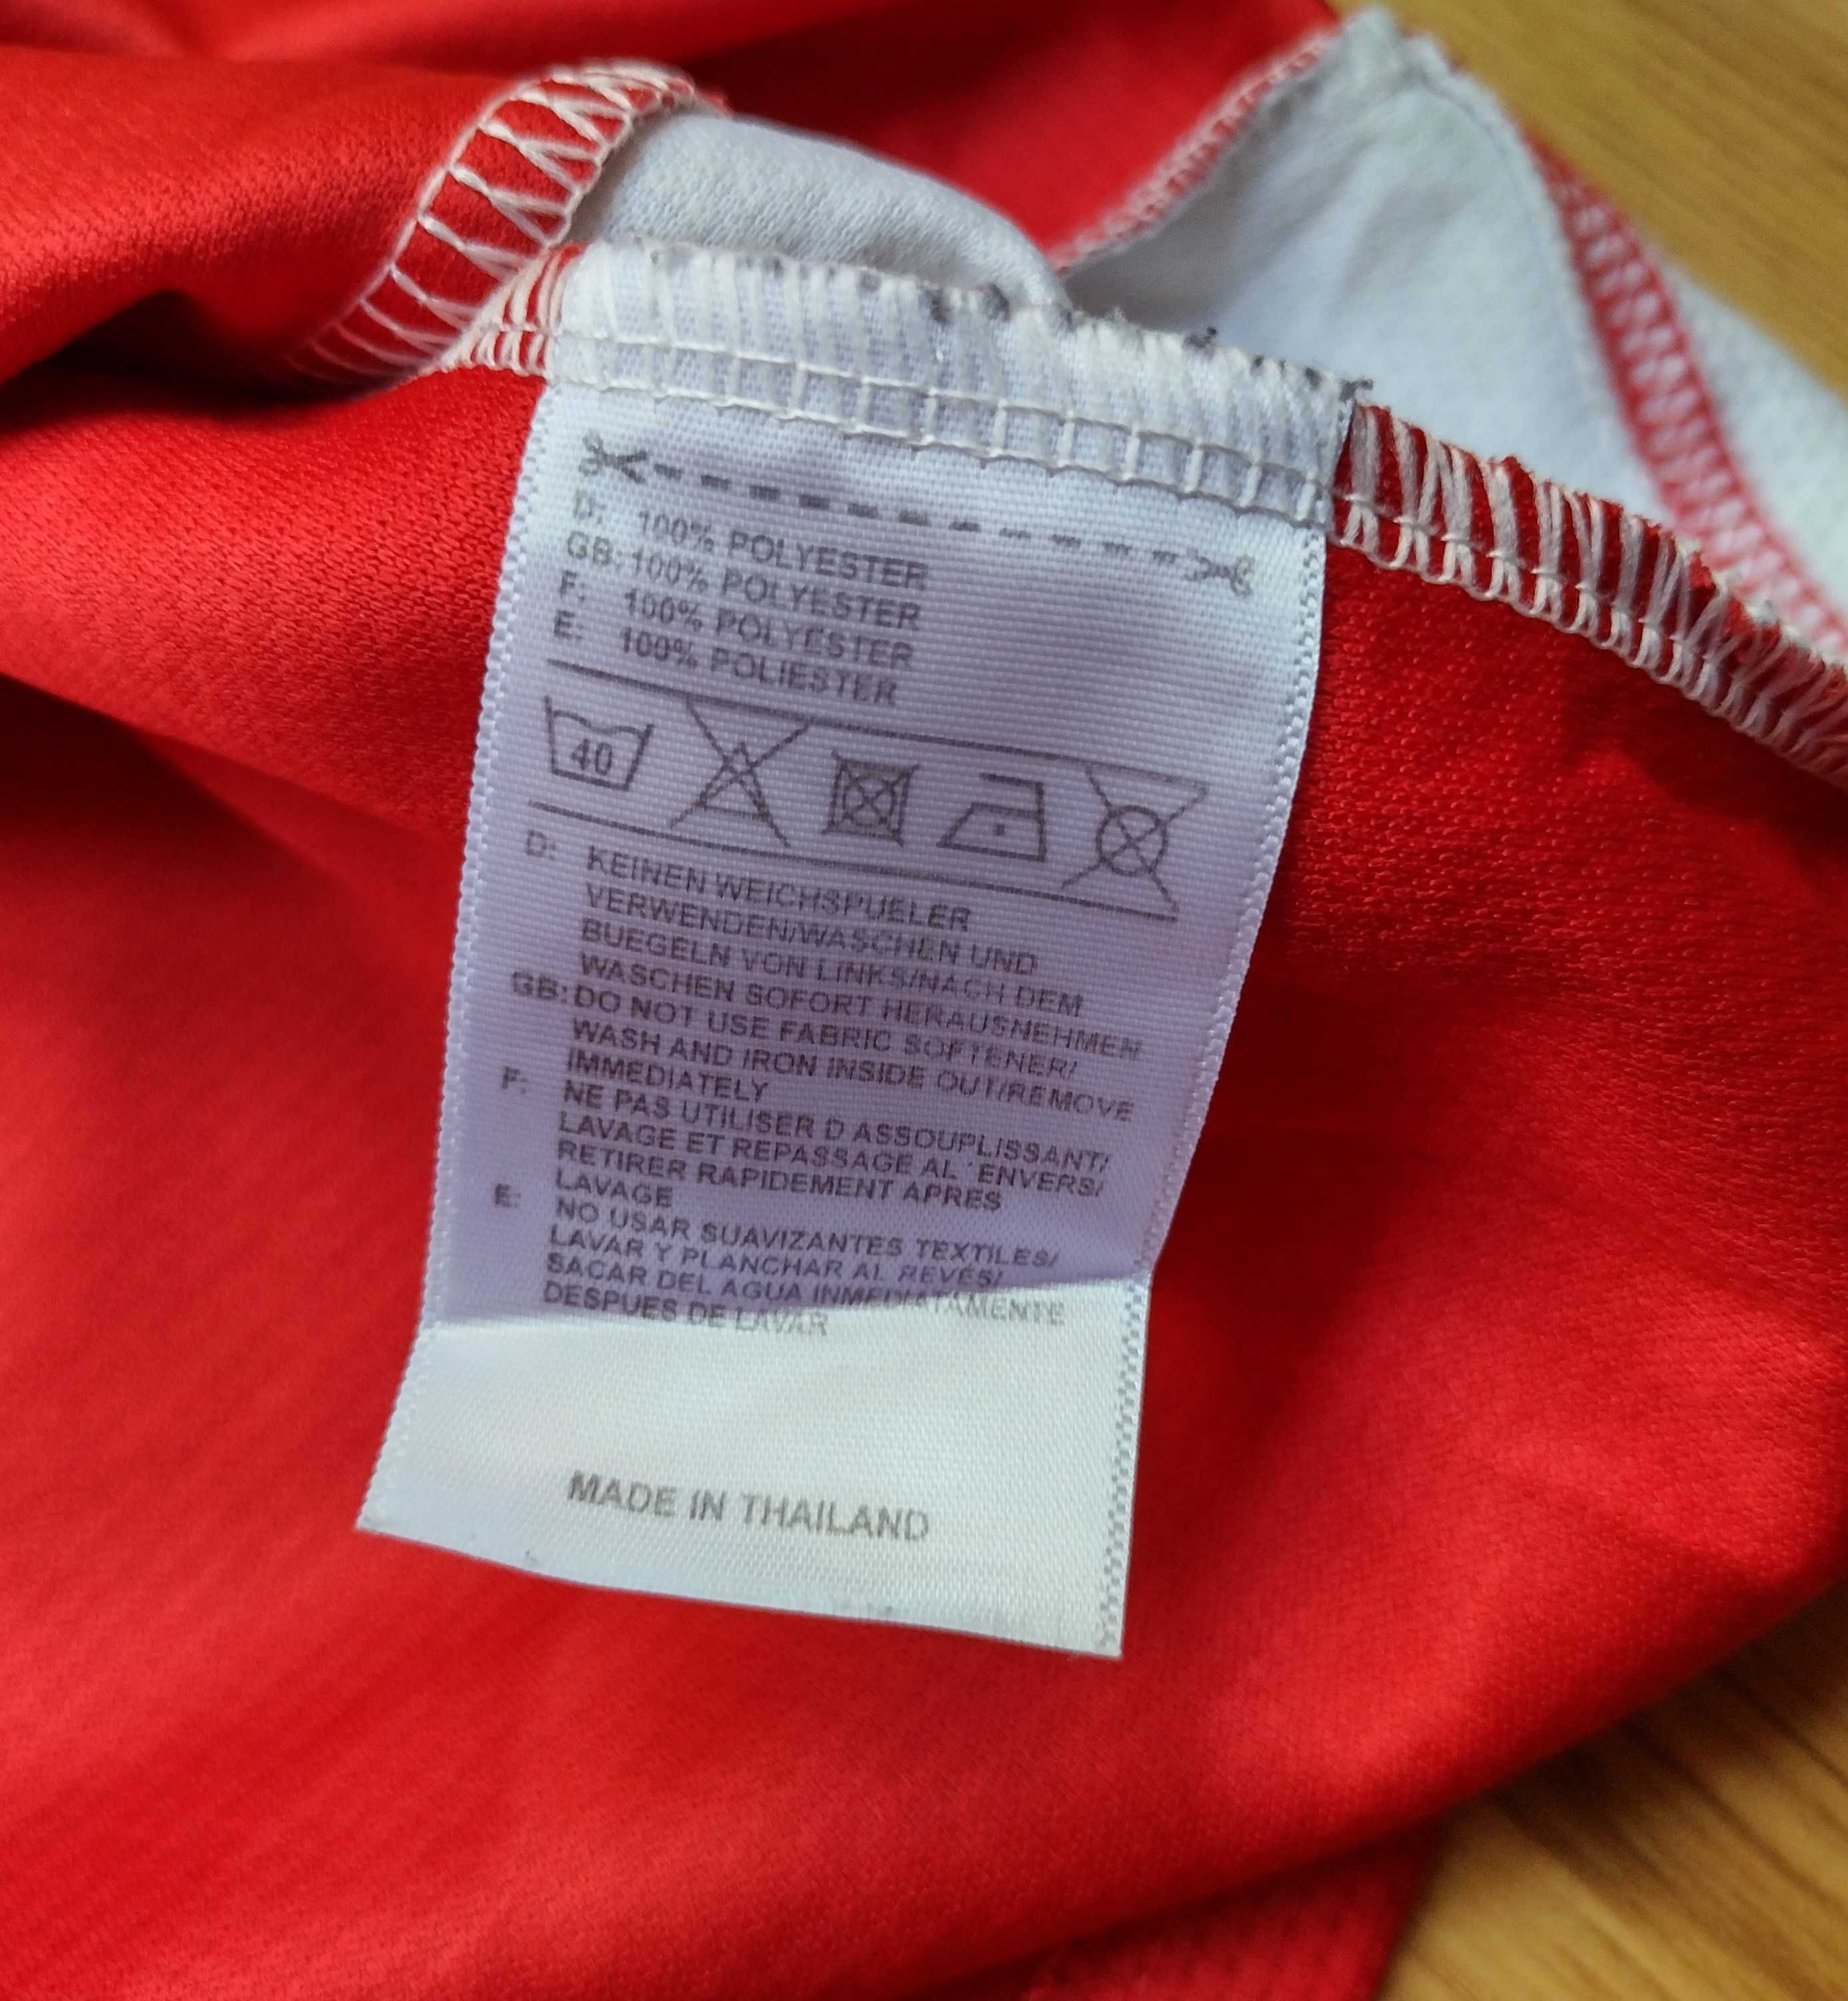 D: 100% POLYESTER
GB: 100% POLYESTER
F: 100% POLYESTER
E: 100% POLIESTER
40
D: KEINEN WEICHSPUELER
VERWENDEN/WASCHEN UND
BUEGELN VON LINKS/NACH DEM
WASCHEN SOFORT HERAUSNEHMEN
GB: DO NOT USE FABRIC SOFTENER/
WASH AND IRON INSIDE OUT/REMOVE
IMMEDIATELY
F: NE PAS UTILISER D ASSOUPLISSANT/
LAVAGE ET REPASSAGE AL´ENVERS/
RETIRER RAPIDEMENT APRES
LAVAGE
E: NO USAR SUAVIZANTES TEXTILES/
LAVAR Y PLANCHAR AL REVES/
SACAR DEL AGUA INMEDIATAMENTE
DESPUES DE LAVAR
MADE IN THAILAND